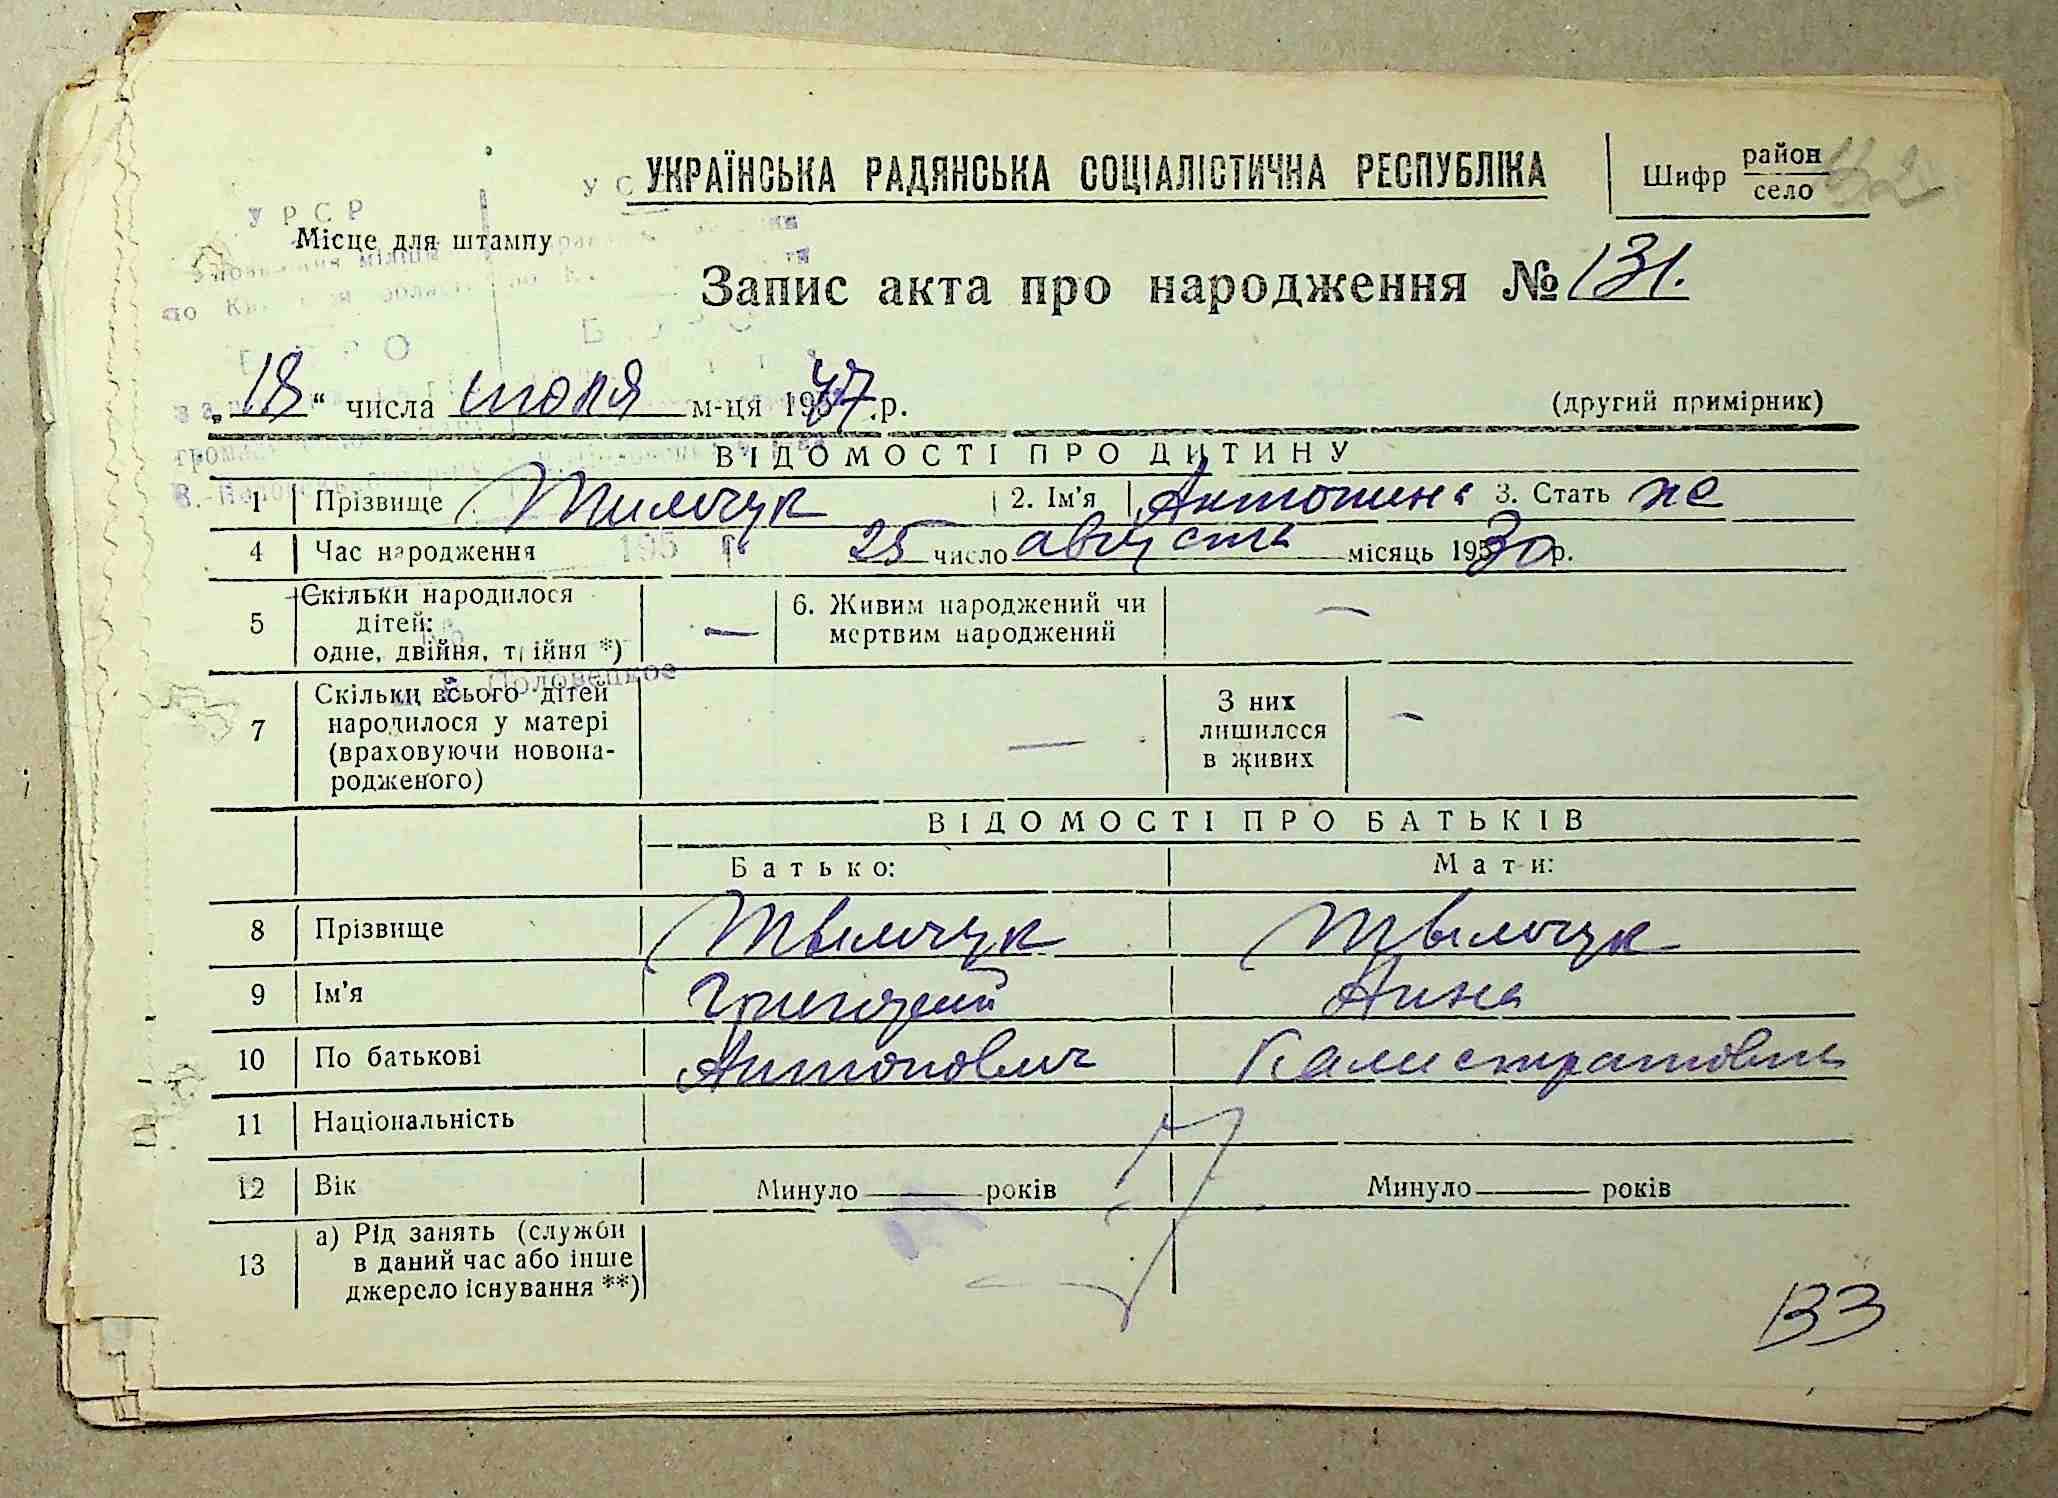 УКРАЇНСЬКА РАДЯНСЬКА СОЦІАЛІСТИЧНА РЕСПУБЛІКА
Шифр район
село
УРСР
Місце для штампу
Запис акта про народження № 131.
„18“ числа июля м-ця 1947 р.
(другий примірник)
ВІДОМОСТІ ПРО ДИТИНУ
1 Прізвище Тимчук 2. Ім'я Антонина 3. Стать же
4 Час народження 25 число августа місяць 1930 р.
5 Скільки народилося дітей: одне, двійня, трійня *) — 6. Живим народжений чи мертвим народжений —
Половецкое
7 Скільки всього дітей народилося у матері (враховуючи новонародженого) — З них лишилося в живих —
ВІДОМОСТІ ПРО БАТЬКІВ
Батько: Мати:
8 Прізвище
9 Ім'я Григорий Анна
10 По батькові Антонович Калистратовна
11 Національність
12 Вік Минуло — років Минуло — років
13 а) Рід занять (служби в даний час або інше джерело існування **)
133